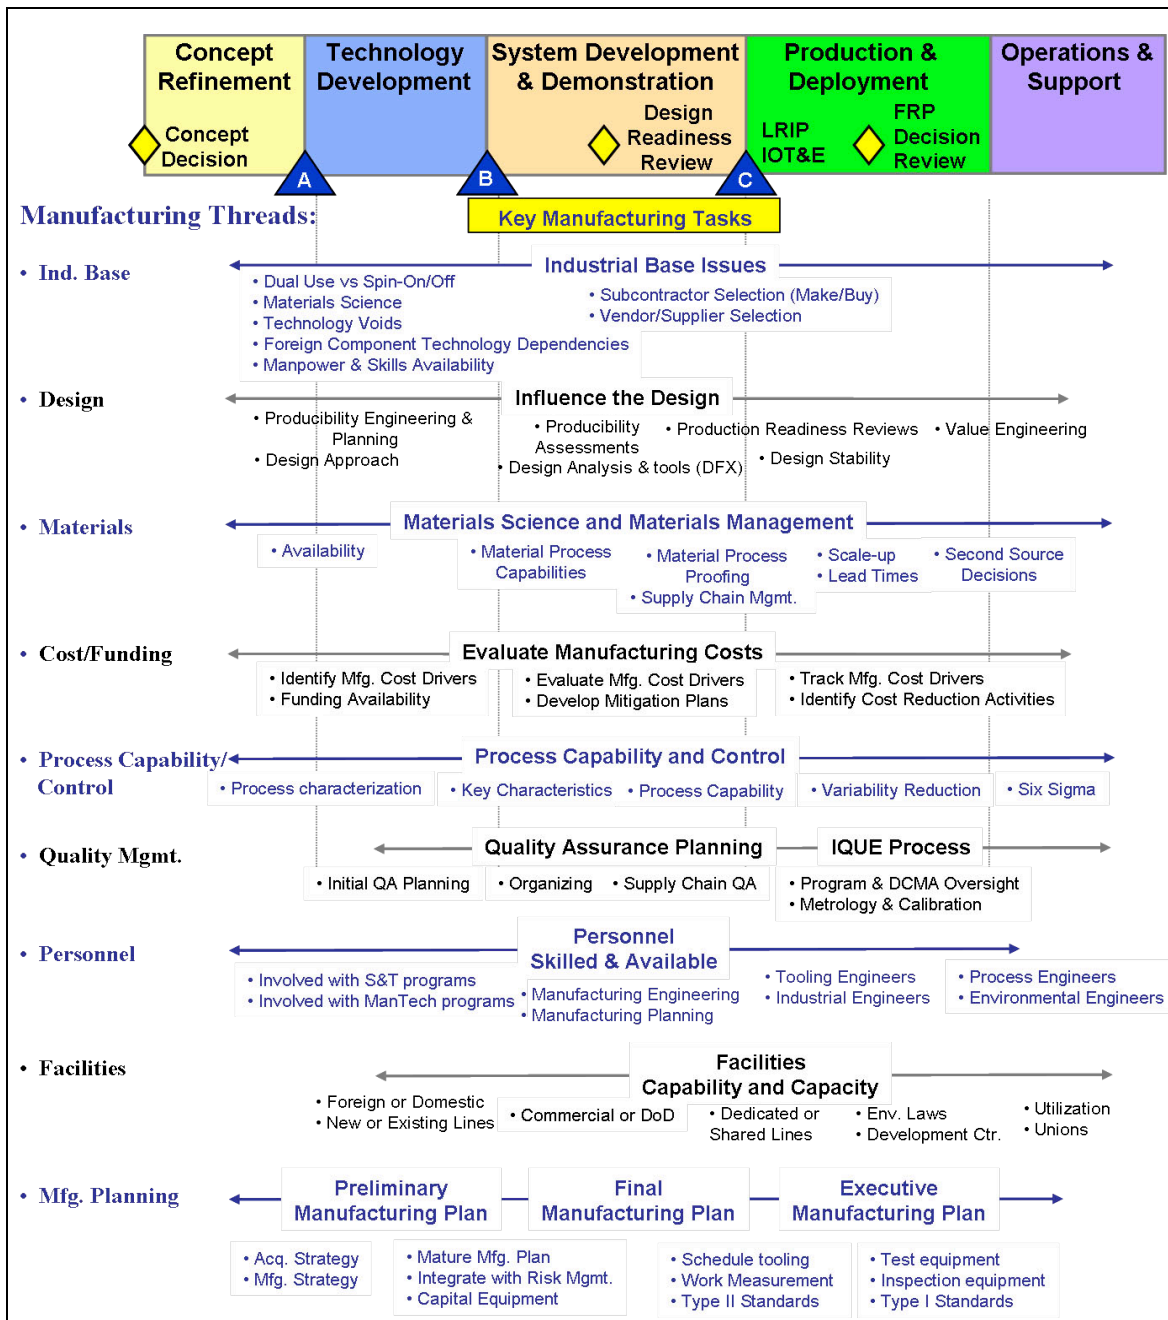 Concept
Refinement
Technology
Development
System Development
& Demonstration
Production &
Deployment
Operations &
Support
Concept
Decision
Design
Readiness
Review
LRIP
IOT&E
FRP
Decision
Review
A
B
C
Manufacturing Threads:
Key Manufacturing Tasks
• Ind. Base
Industrial Base Issues
• Dual Use vs Spin-On/Off
• Materials Science
• Technology Voids
• Foreign Component Technology Dependencies
• Manpower & Skills Availability
• Subcontractor Selection (Make/Buy)
• Vendor/Supplier Selection
• Design
Influence the Design
• Producibility Engineering &
Planning
• Design Approach
• Producibility
Assessments
• Design Analysis & tools (DFX)
• Production Readiness Reviews
• Design Stability
• Value Engineering
• Materials
Materials Science and Materials Management
• Availability
• Material Process
Capabilities
• Material Process
Proofing
• Supply Chain Mgmt.
• Scale-up
• Lead Times
• Second Source
Decisions
• Cost/Funding
Evaluate Manufacturing Costs
• Identify Mfg. Cost Drivers
• Funding Availability
• Evaluate Mfg. Cost Drivers
• Develop Mitigation Plans
• Track Mfg. Cost Drivers
• Identify Cost Reduction Activities
• Process Capability/
Control
Process Capability and Control
• Process characterization
• Key Characteristics
• Process Capability
• Variability Reduction
• Six Sigma
• Quality Mgmt.
Quality Assurance Planning
IQUE Process
• Initial QA Planning
• Organizing
• Supply Chain QA
• Program & DCMA Oversight
• Metrology & Calibration
• Personnel
Personnel
Skilled & Available
• Involved with S&T programs
• Involved with ManTech programs
• Manufacturing Engineering
• Manufacturing Planning
• Tooling Engineers
• Industrial Engineers
• Process Engineers
• Environmental Engineers
• Facilities
Facilities
Capability and Capacity
• Foreign or Domestic
• New or Existing Lines
• Commercial or DoD
• Dedicated or
Shared Lines
• Env. Laws
• Development Ctr.
• Utilization
• Unions
• Mfg. Planning
Preliminary
Manufacturing Plan
Final
Manufacturing Plan
Executive
Manufacturing Plan
• Acq. Strategy
• Mfg. Strategy
• Mature Mfg. Plan
• Integrate with Risk Mgmt.
• Capital Equipment
• Schedule tooling
• Work Measurement
• Type II Standards
• Test equipment
• Inspection equipment
• Type I Standards